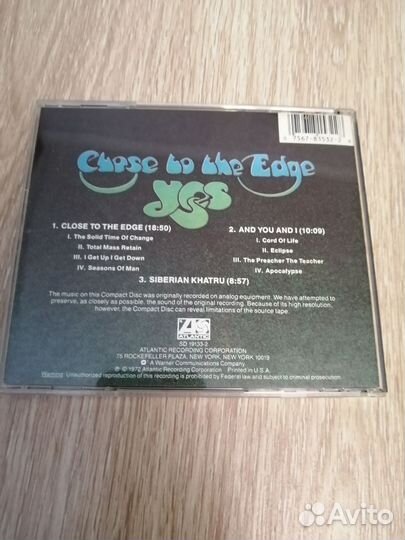 0 7567-81532-2 8
Close to the Edge
YES
1. CLOSE TO THE EDGE (18:50)
I. The Solid Time Of Change
II. Total Mass Retain
III. I Get Up I Get Down
IV. Seasons Of Man
2. AND YOU AND I (10:09)
I. Cord Of Life
II. Eclipse
III. The Preacher The Teacher
IV. Apocalypse
3. SIBERIAN KHATRU (8:57)
The music on this Compact Disc was originally recorded on analog equipment. We have attempted to
preserve, as closely as possible, the sound of the original recording. Because of its high resolution,
however, the Compact Disc can reveal limitations of the source tape.
ATLANTIC
SD 19133-2
ATLANTIC RECORDING CORPORATION
75 ROCKEFELLER PLAZA, NEW YORK, NEW YORK 10019
A Warner Communications Company
℗ © 1972 Atlantic Recording Corporation Printed in U.S.A.
Warning: Unauthorized reproduction of this recording is prohibited by Federal law and subject to criminal prosecution.
Avito